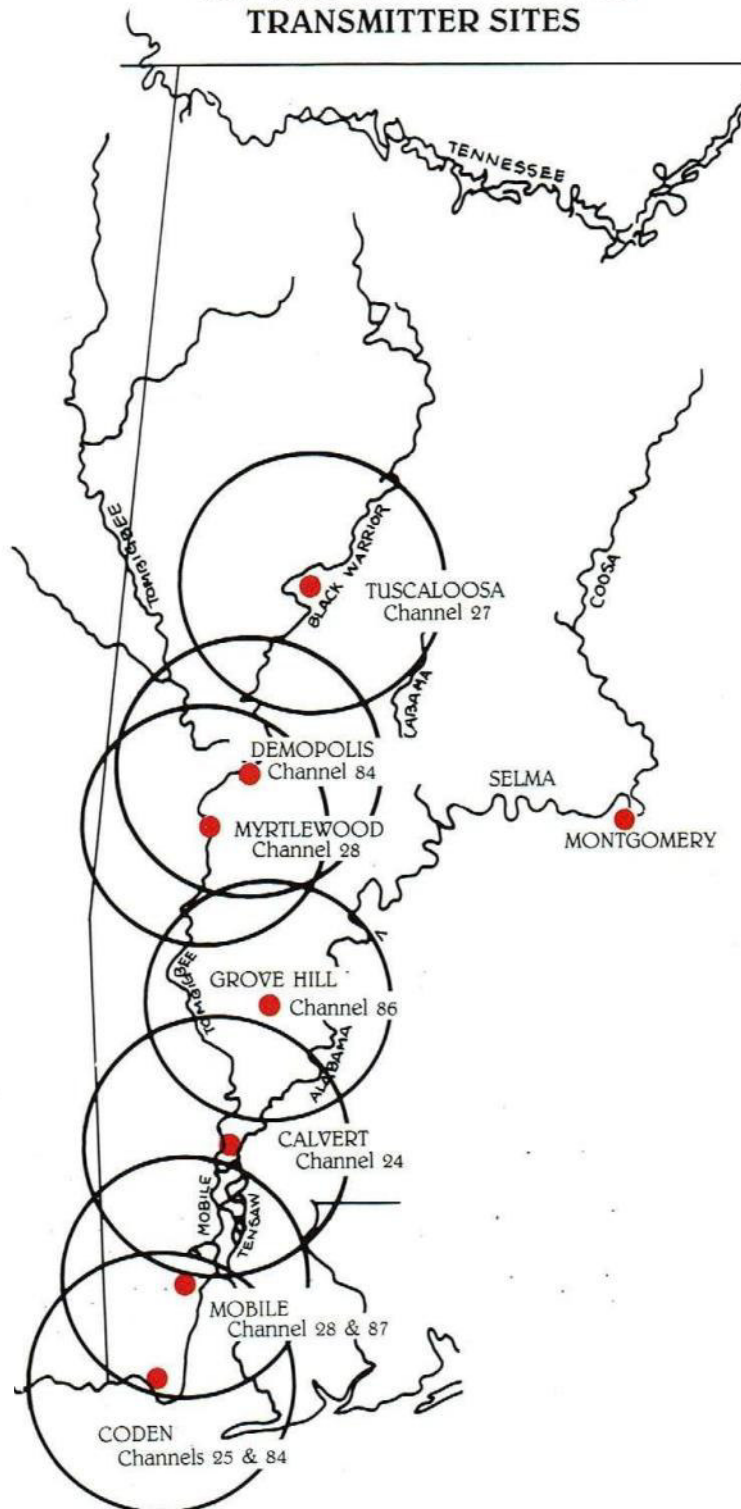 TRANSMITTER SITES
TENNESSEE
TOMBIGBEE
BLACK WARRIOR
TUSCALOOSA
Channel 27
COOSA
LABAMA
DEMOPOLIS
Channel 84
SELMA
MYRTLEWOOD
Channel 28
MONTGOMERY
TOMBIGBEE
GROVE HILL
Channel 86
ALABAMA
CALVERT
Channel 24
MOBILE
TENSAW
MOBILE
Channel 28 & 87
CODEN
Channels 25 & 84